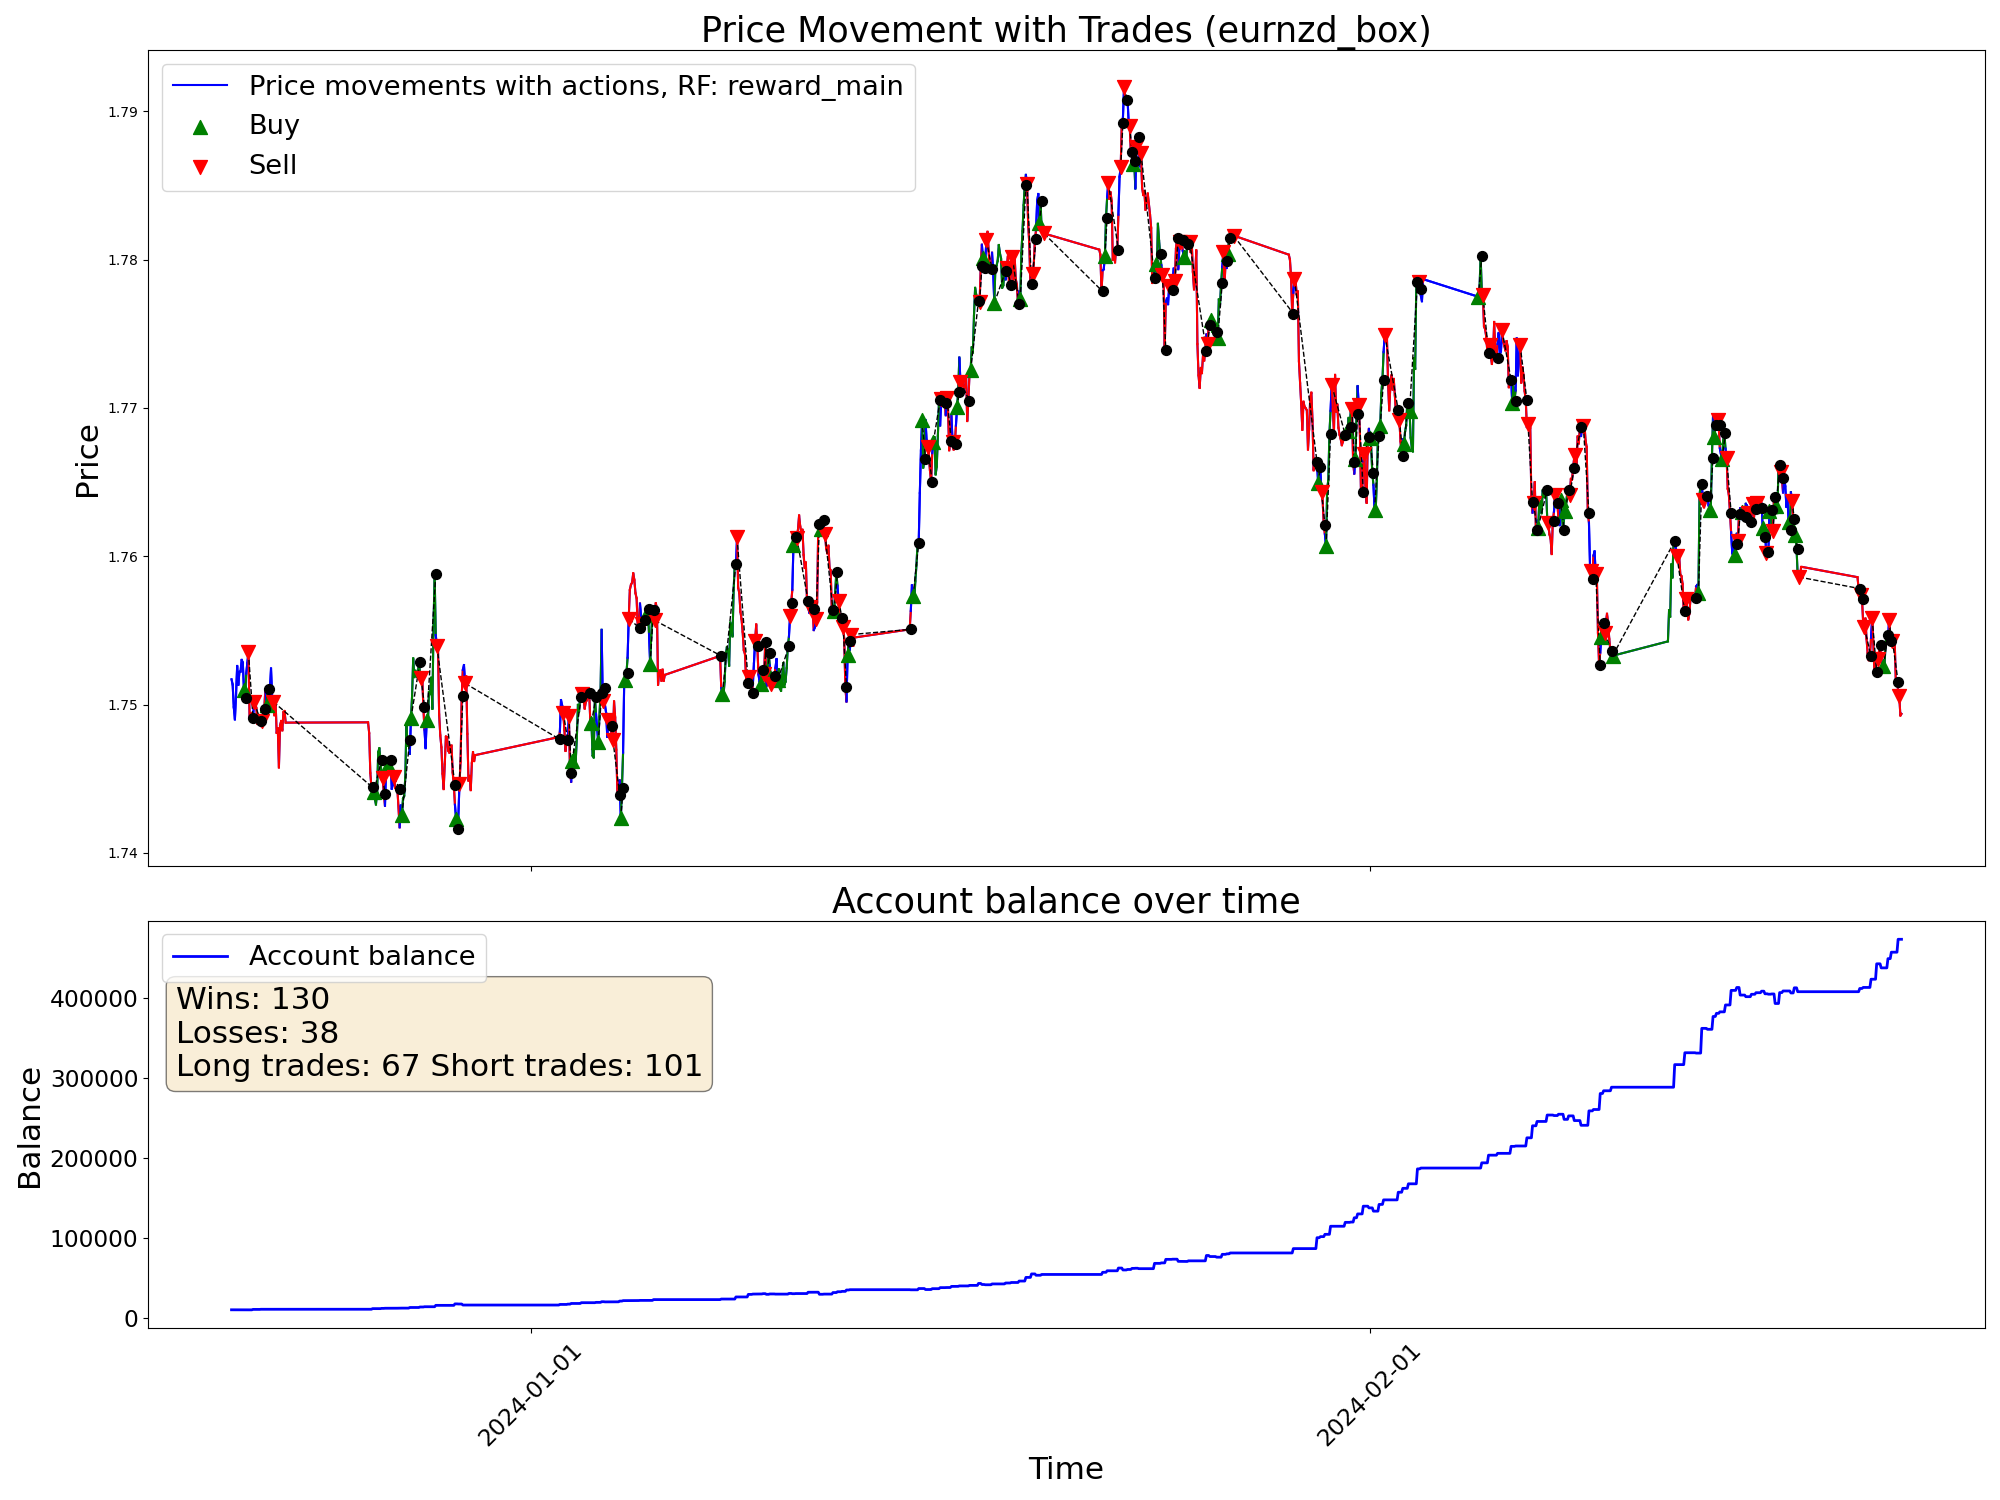 Price Movement with Trades (eurnzd_box)
Price movements with actions, RF: reward_main
Buy
Sell
Price
1.79
1.78
1.77
1.76
1.75
1.74
Account balance over time
Account balance
Wins: 130
Losses: 38
Long trades: 67 Short trades: 101
Balance
400000
300000
200000
100000
0
2024-01-01
2024-02-01
Time